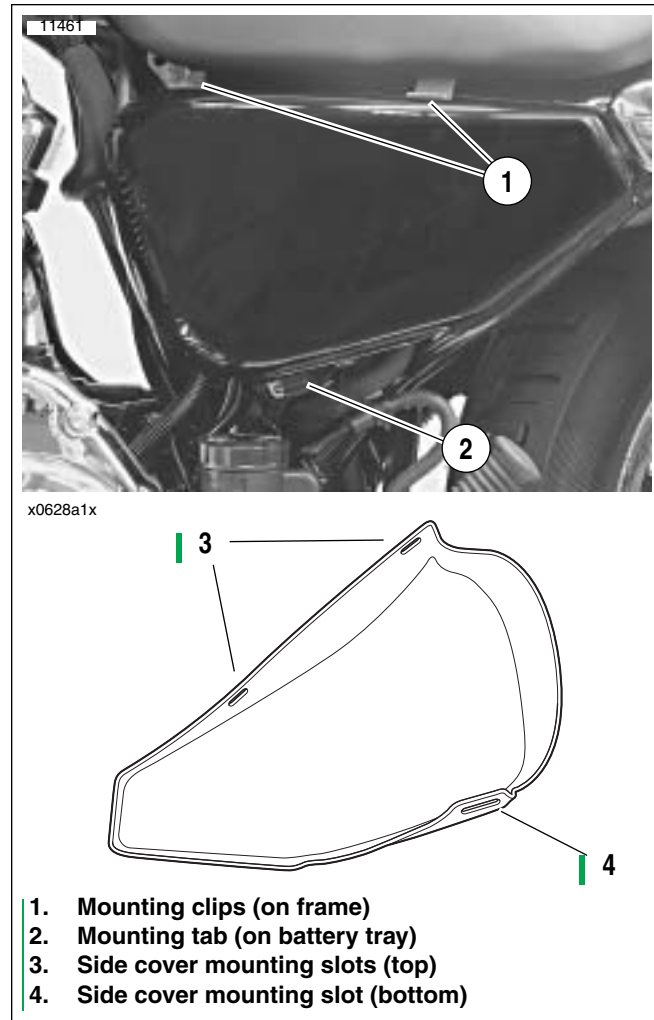 11461
1
2
x0628a1x
3
4
1. Mounting clips (on frame)
2. Mounting tab (on battery tray)
3. Side cover mounting slots (top)
4. Side cover mounting slot (bottom)